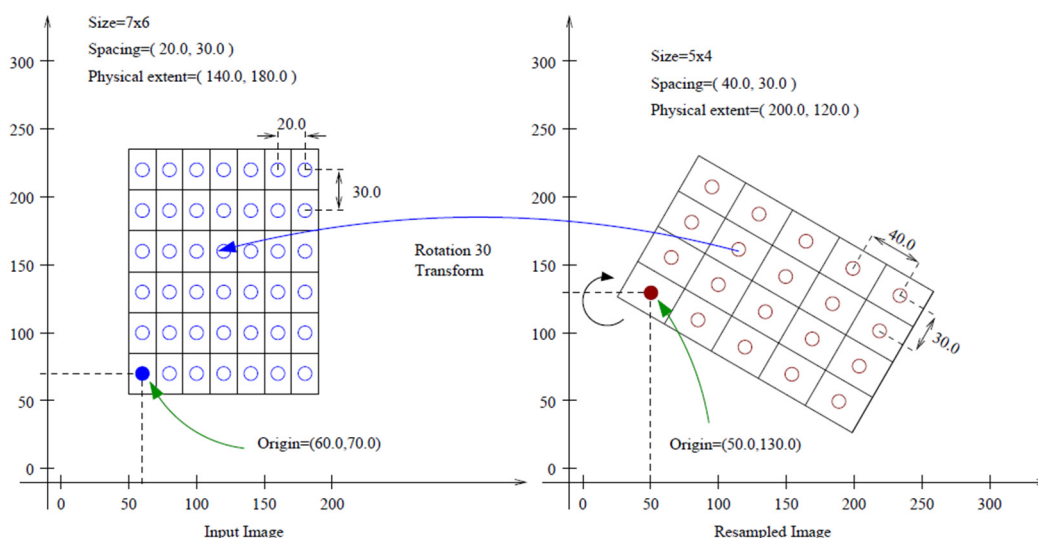 Size=7x6
Spacing=( 20.0, 30.0 )
Physical extent=( 140.0, 180.0 )
300
250
200
150
100
50
0
20.0
30.0
Rotation 30
Transform
Origin=(60.0,70.0)
0
50
100
150
200
Input Image
Size=5x4
Spacing=( 40.0, 30.0 )
Physical extent=( 200.0, 120.0 )
300
250
200
150
100
50
0
40.0
30.0
Origin=(50.0,130.0)
0
50
100
150
200
250
300
Resampled Image